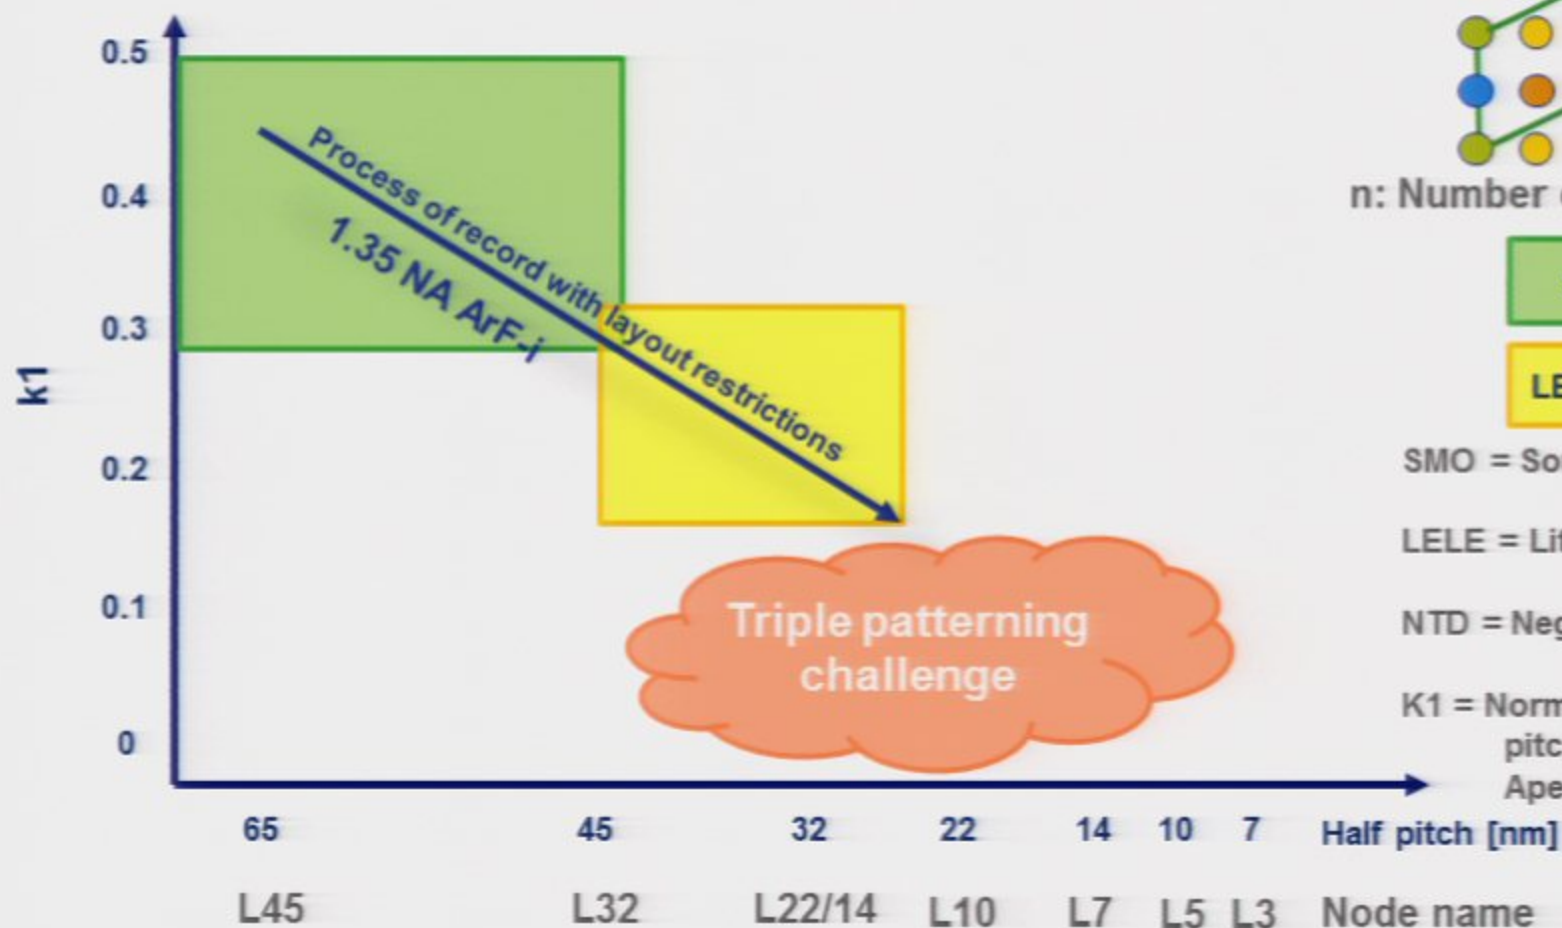 0.5
0.4
0.3
0.2
0.1
0
k1
Process of record with layout restrictions
1.35 NA ArF-i
Triple patterning
challenge
65 45 32 22 14 10 7 Half pitch [nm]
L45 L32 L22/14 L10 L7 L5 L3 Node name
n: Number
LE
SMO = So
LELE = Lit
NTD = Neg
K1 = Norm
pitc
Ape